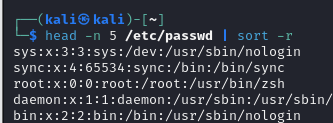 ┌──(kali㉿kali)-[~]
└─$ head -n 5 /etc/passwd | sort -r
sys:x:3:3:sys:/dev:/usr/sbin/nologin
sync:x:4:65534:sync:/bin:/bin/sync
root:x:0:0:root:/root:/usr/bin/zsh
daemon:x:1:1:daemon:/usr/sbin:/usr/sbin/
bin:x:2:2:bin:/bin:/usr/sbin/nologin